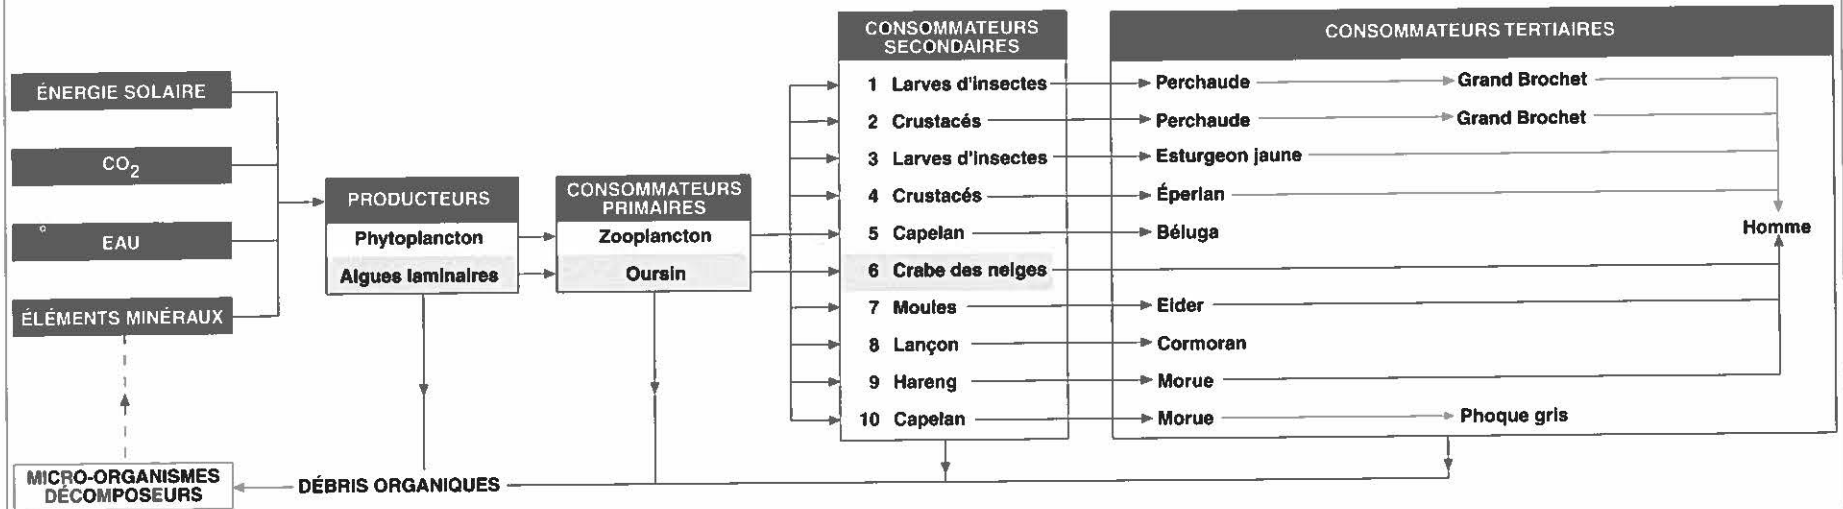 ÉNERGIE SOLAIRE
CO2
EAU
ÉLÉMENTS MINÉRAUX
MICRO-ORGANISMES
DÉCOMPOSEURS
DÉBRIS ORGANIQUES
PRODUCTEURS
Phytoplancton
Algues laminaires
CONSOMMATEURS
PRIMAIRES
Zooplancton
Oursin
CONSOMMATEURS
SECONDAIRES
1 Larves d'insectes
2 Crustacés
3 Larves d'insectes
4 Crustacés
5 Capelan
6 Crabe des neiges
7 Moules
8 Lançon
9 Hareng
10 Capelan
CONSOMMATEURS TERTIAIRES
Perchaude Grand Brochet
Perchaude Grand Brochet
Esturgeon jaune
Éperlan
Béluga
Homme
Eider
Cormoran
Morue
Morue Phoque gris